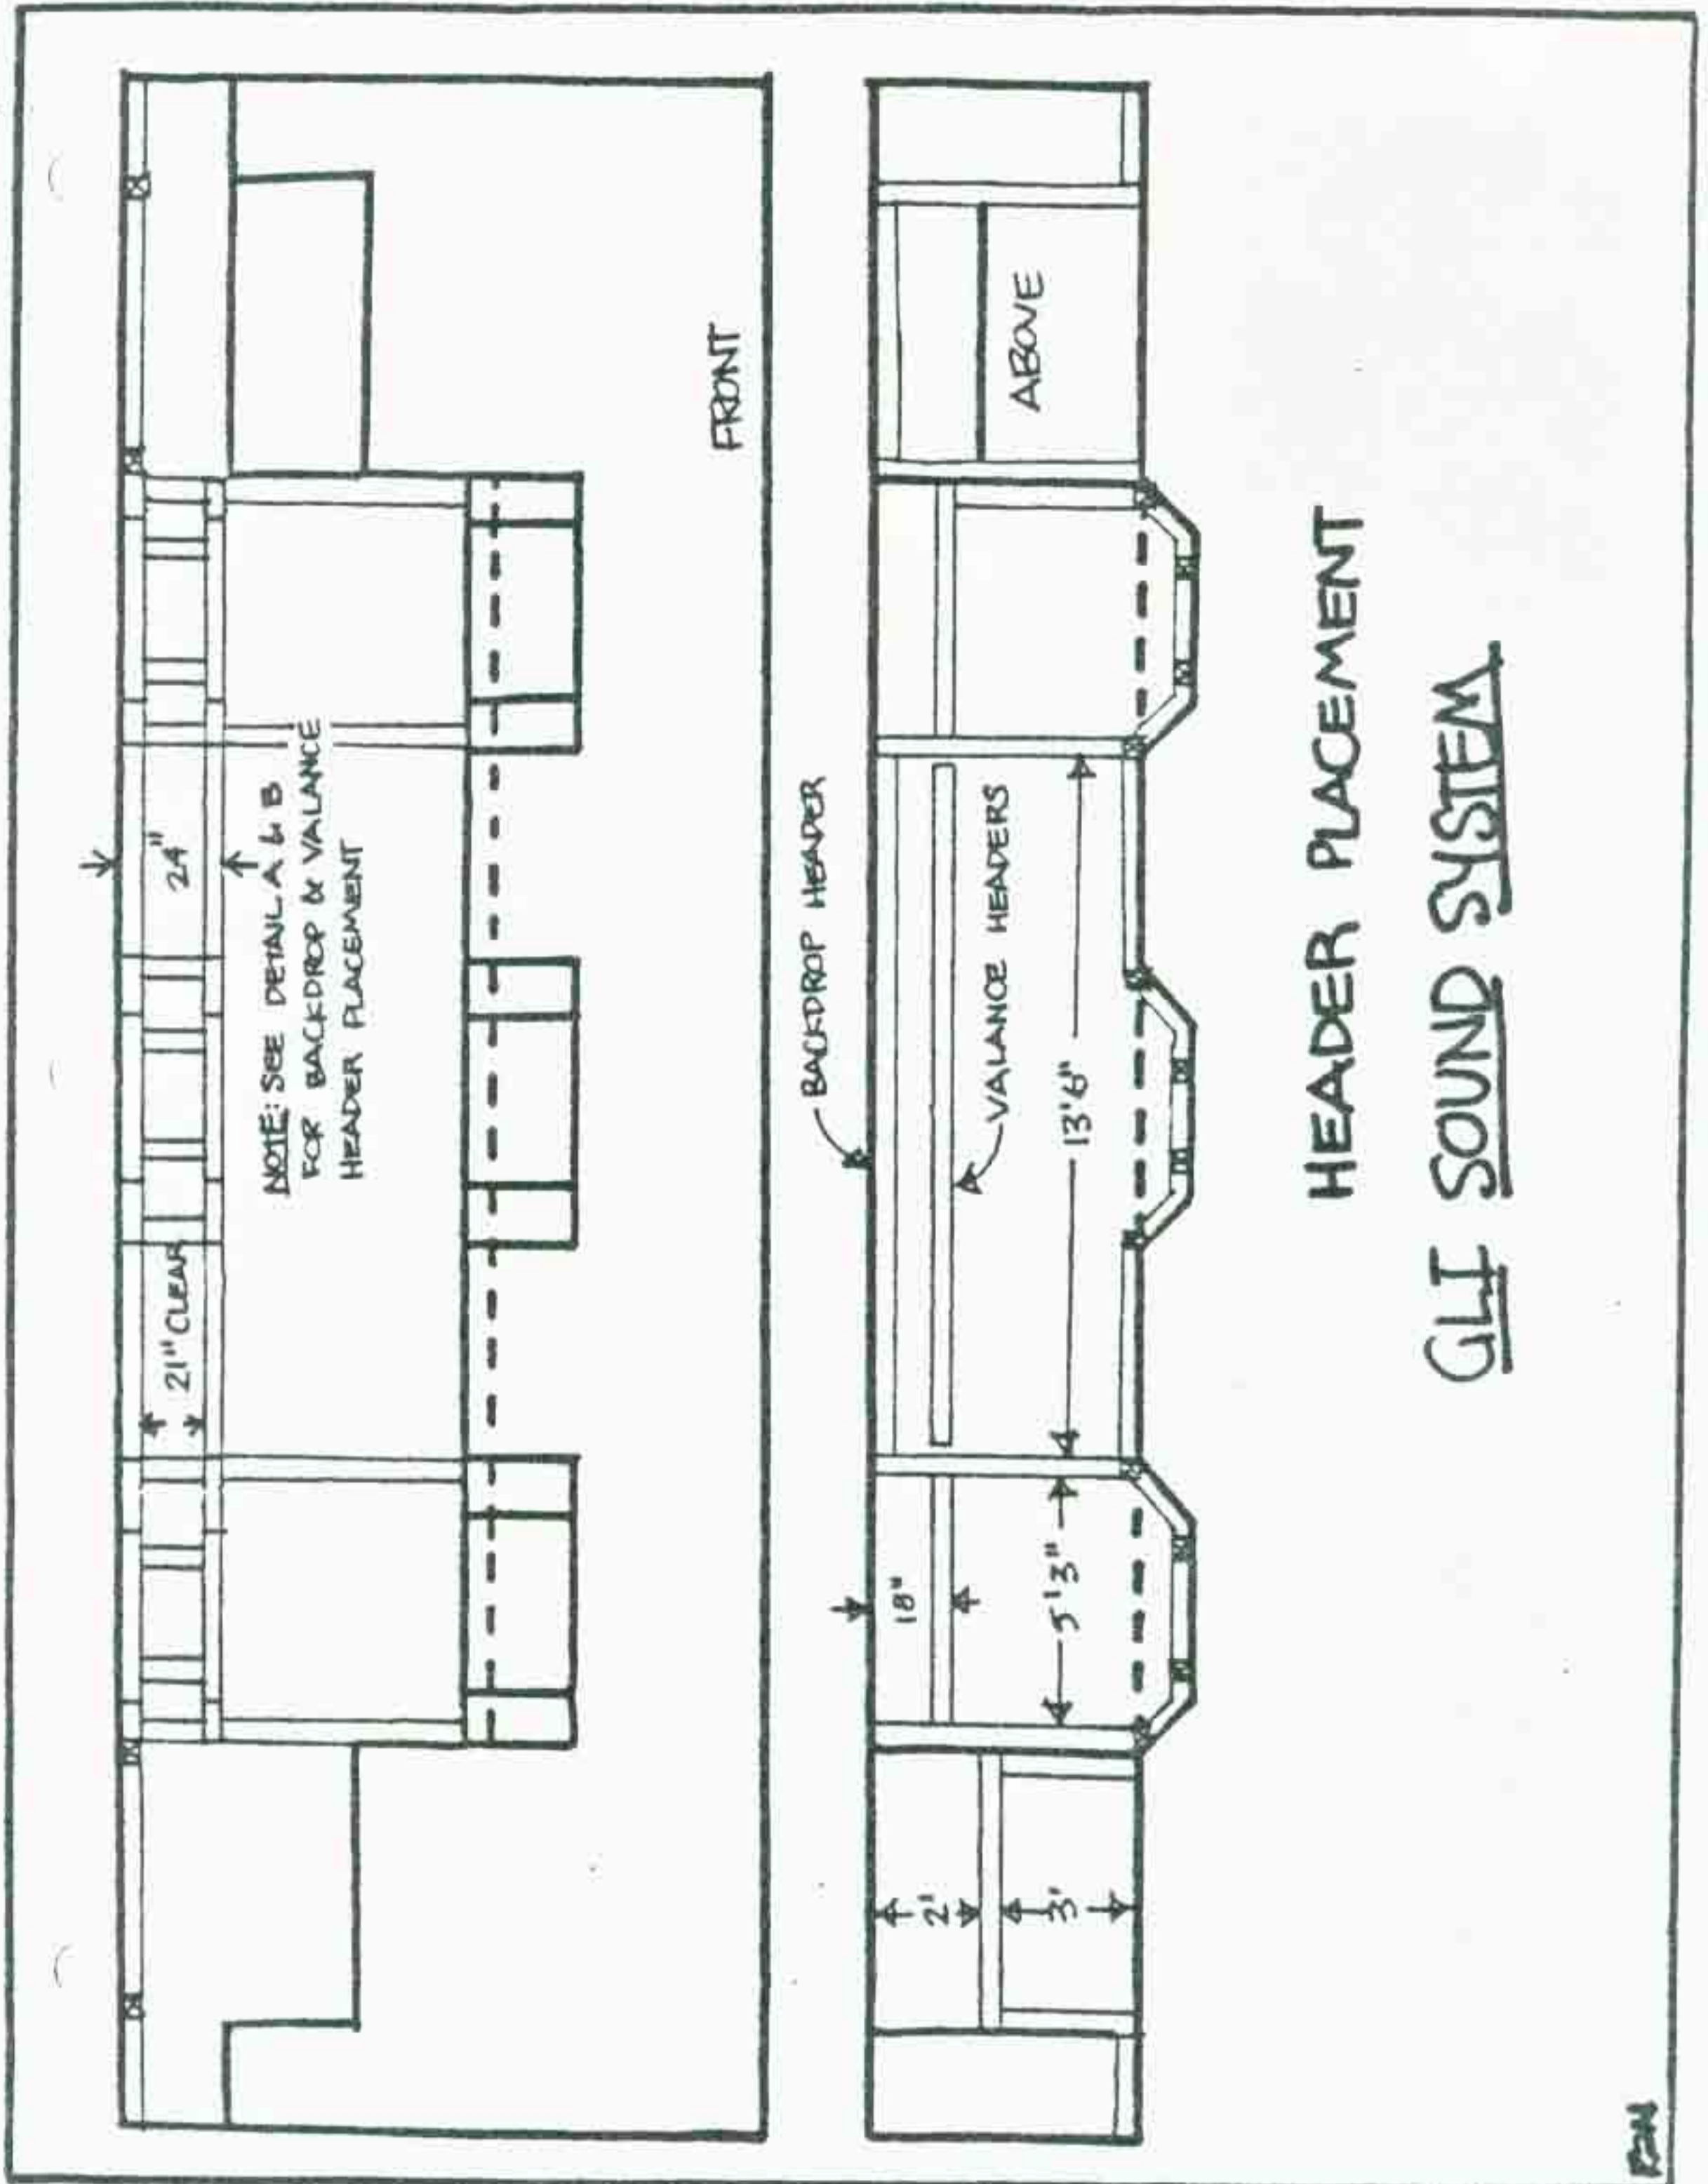 21" CLEAR
24"
NOTE: SEE DETAIL A & B
FOR BACKDROP & VALANCE
HEADER PLACEMENT
FRONT
BACKDROP HEADER
18"
VALANCE HEADERS
2'
3'
5'3"
13'6"
ABOVE
HEADER PLACEMENT
GLI SOUND SYSTEM